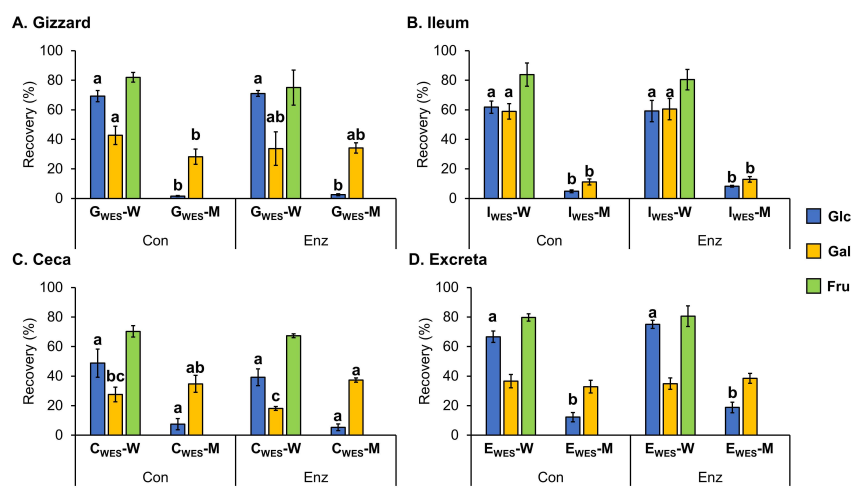 A. Gizzard
100
80
60
40
20
0
Recovery (%)
a
a
b
b
a
ab
b
ab
GWES-W GWES-M GWES-W GWES-M
Con Enz
B. Ileum
100
80
60
40
20
0
Recovery (%)
a a
b b
a a
b b
IWES-W IWES-M IWES-W IWES-M
Con Enz
Glc
Gal
Fru
C. Ceca
100
80
60
40
20
0
Recovery (%)
a
bc
a
ab
a
c
a
a
CWES-W CWES-M CWES-W CWES-M
Con Enz
D. Excreta
100
80
60
40
20
0
Recovery (%)
a
b
a
b
EWES-W EWES-M EWES-W EWES-M
Con Enz